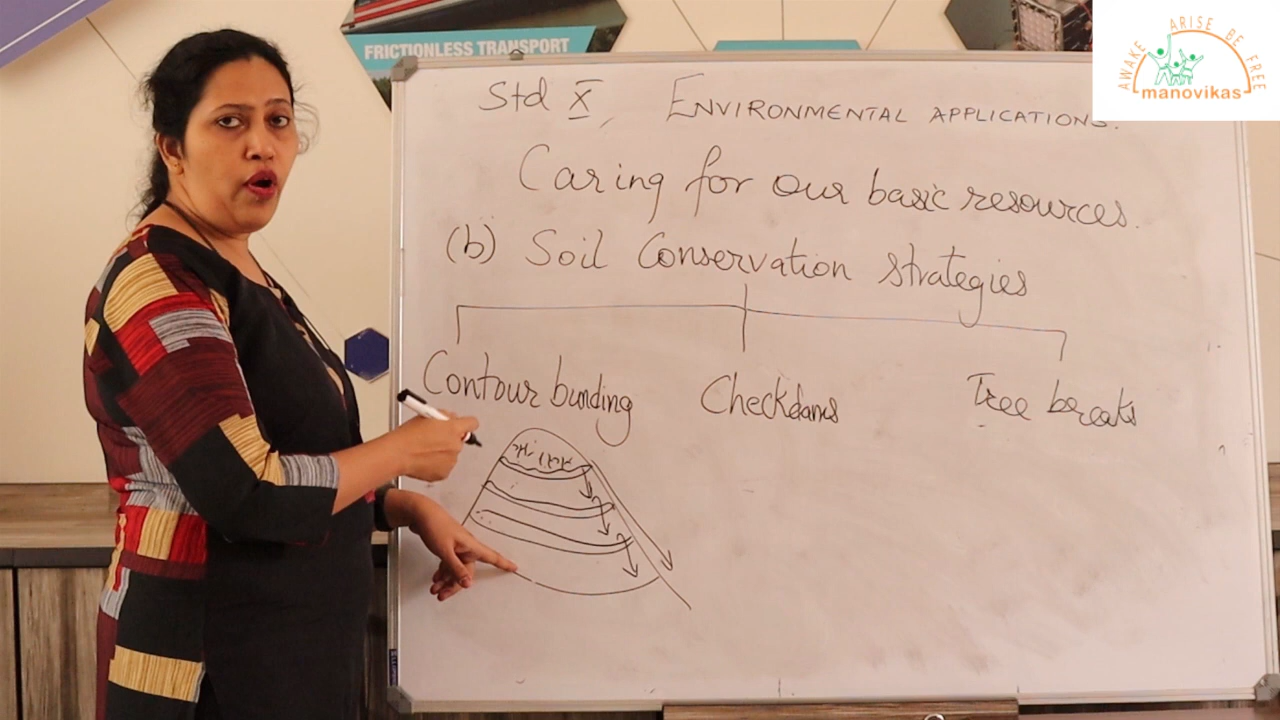 FRICTIONLESS TRANSPORT
AWAKE ARISE BE FREE
manovikas
Std X, ENVIRONMENTAL APPLICATIONS.
Caring for our basic resources.
(b) Soil Conservation strategies
Contour bunding Checkdams Tree breaks